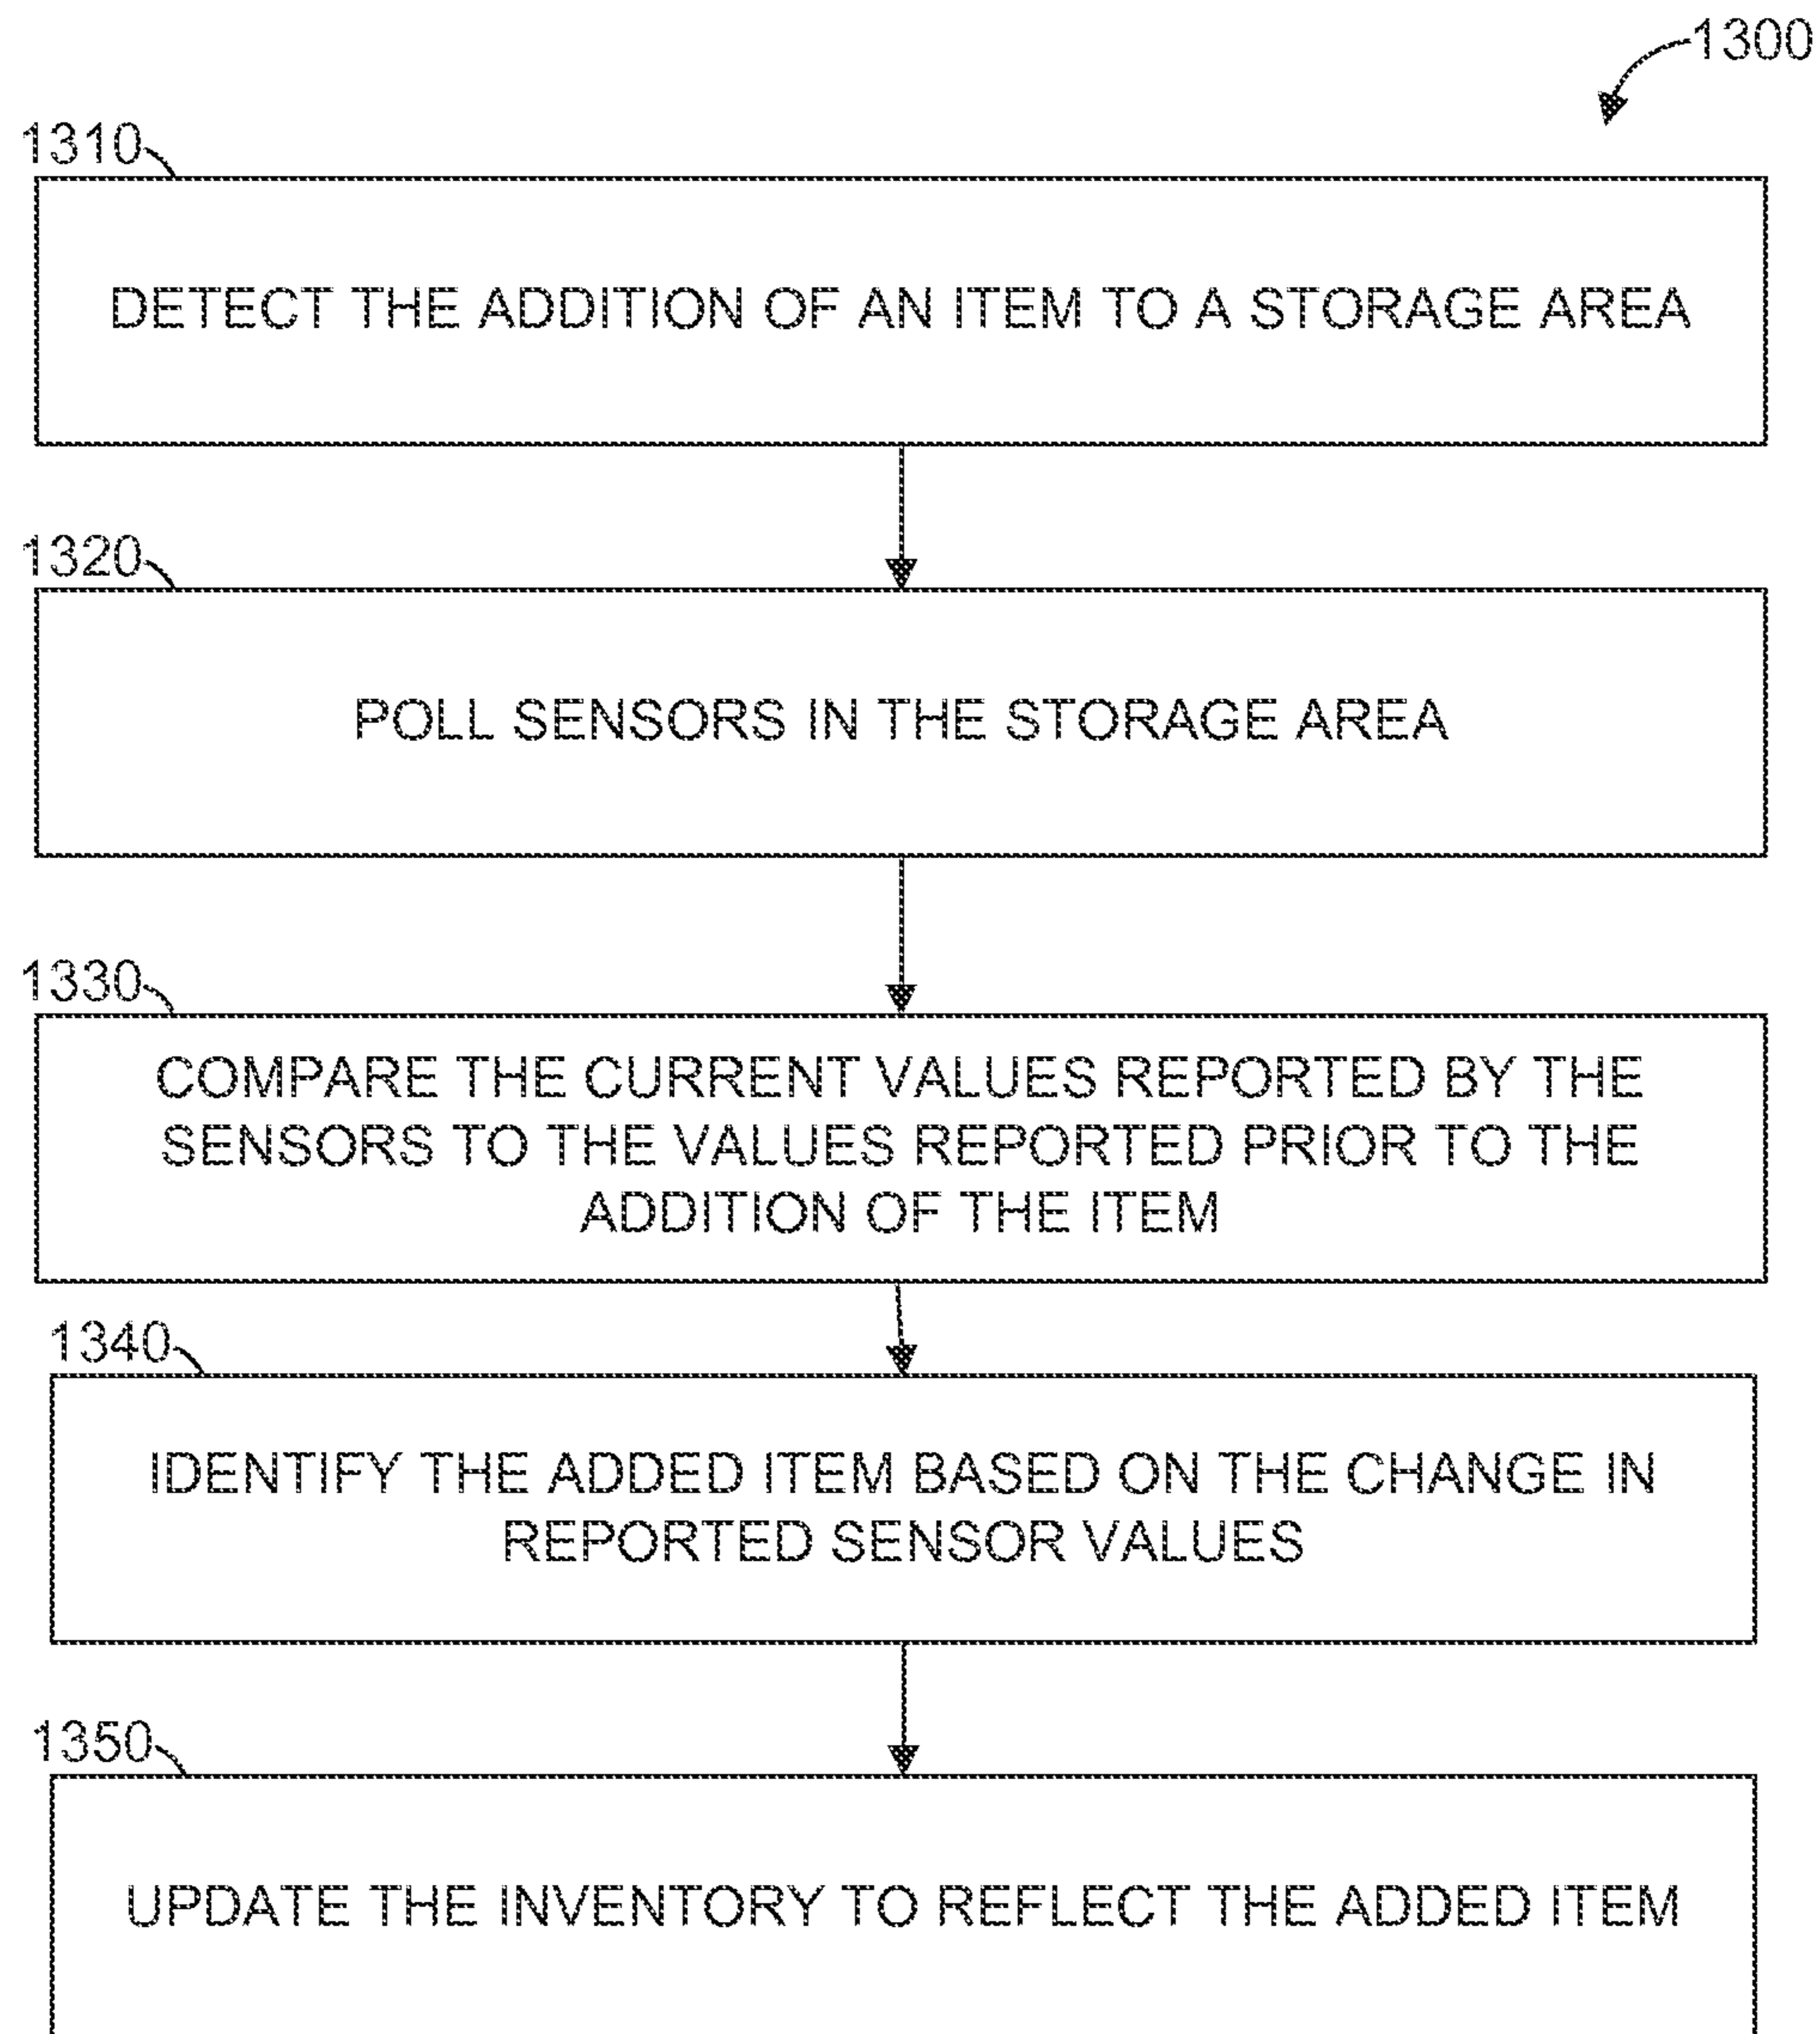 1300
1310
DETECT THE ADDITION OF AN ITEM TO A STORAGE AREA
1320
POLL SENSORS IN THE STORAGE AREA
1330
COMPARE THE CURRENT VALUES REPORTED BY THE
SENSORS TO THE VALUES REPORTED PRIOR TO THE
ADDITION OF THE ITEM
1340
IDENTIFY THE ADDED ITEM BASED ON THE CHANGE IN
REPORTED SENSOR VALUES
1350
UPDATE THE INVENTORY TO REFLECT THE ADDED ITEM